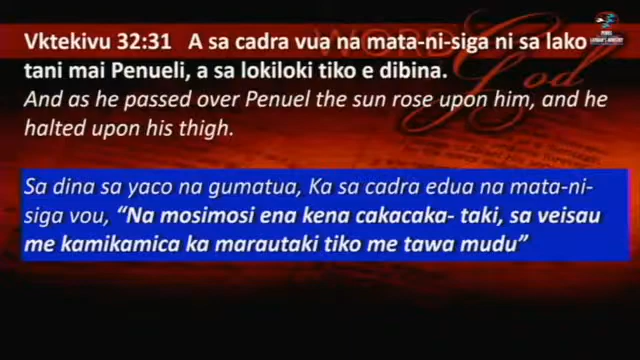 Vktekivu 32:31 A sa cadra vua na mata-ni-siga ni sa lako
tani mai Penueli, a sa lokiloki tiko e dibina.
And as he passed over Penuel the sun rose upon him, and he
halted upon his thigh.
Sa dina sa yaco na gumatua, Ka sa cadra edua na mata-ni-
siga vou, “Na mosimosi ena kena cakacaka- taki, sa veisau
me kamikamica ka marautaki tiko me tawa mudu”
WORD
God